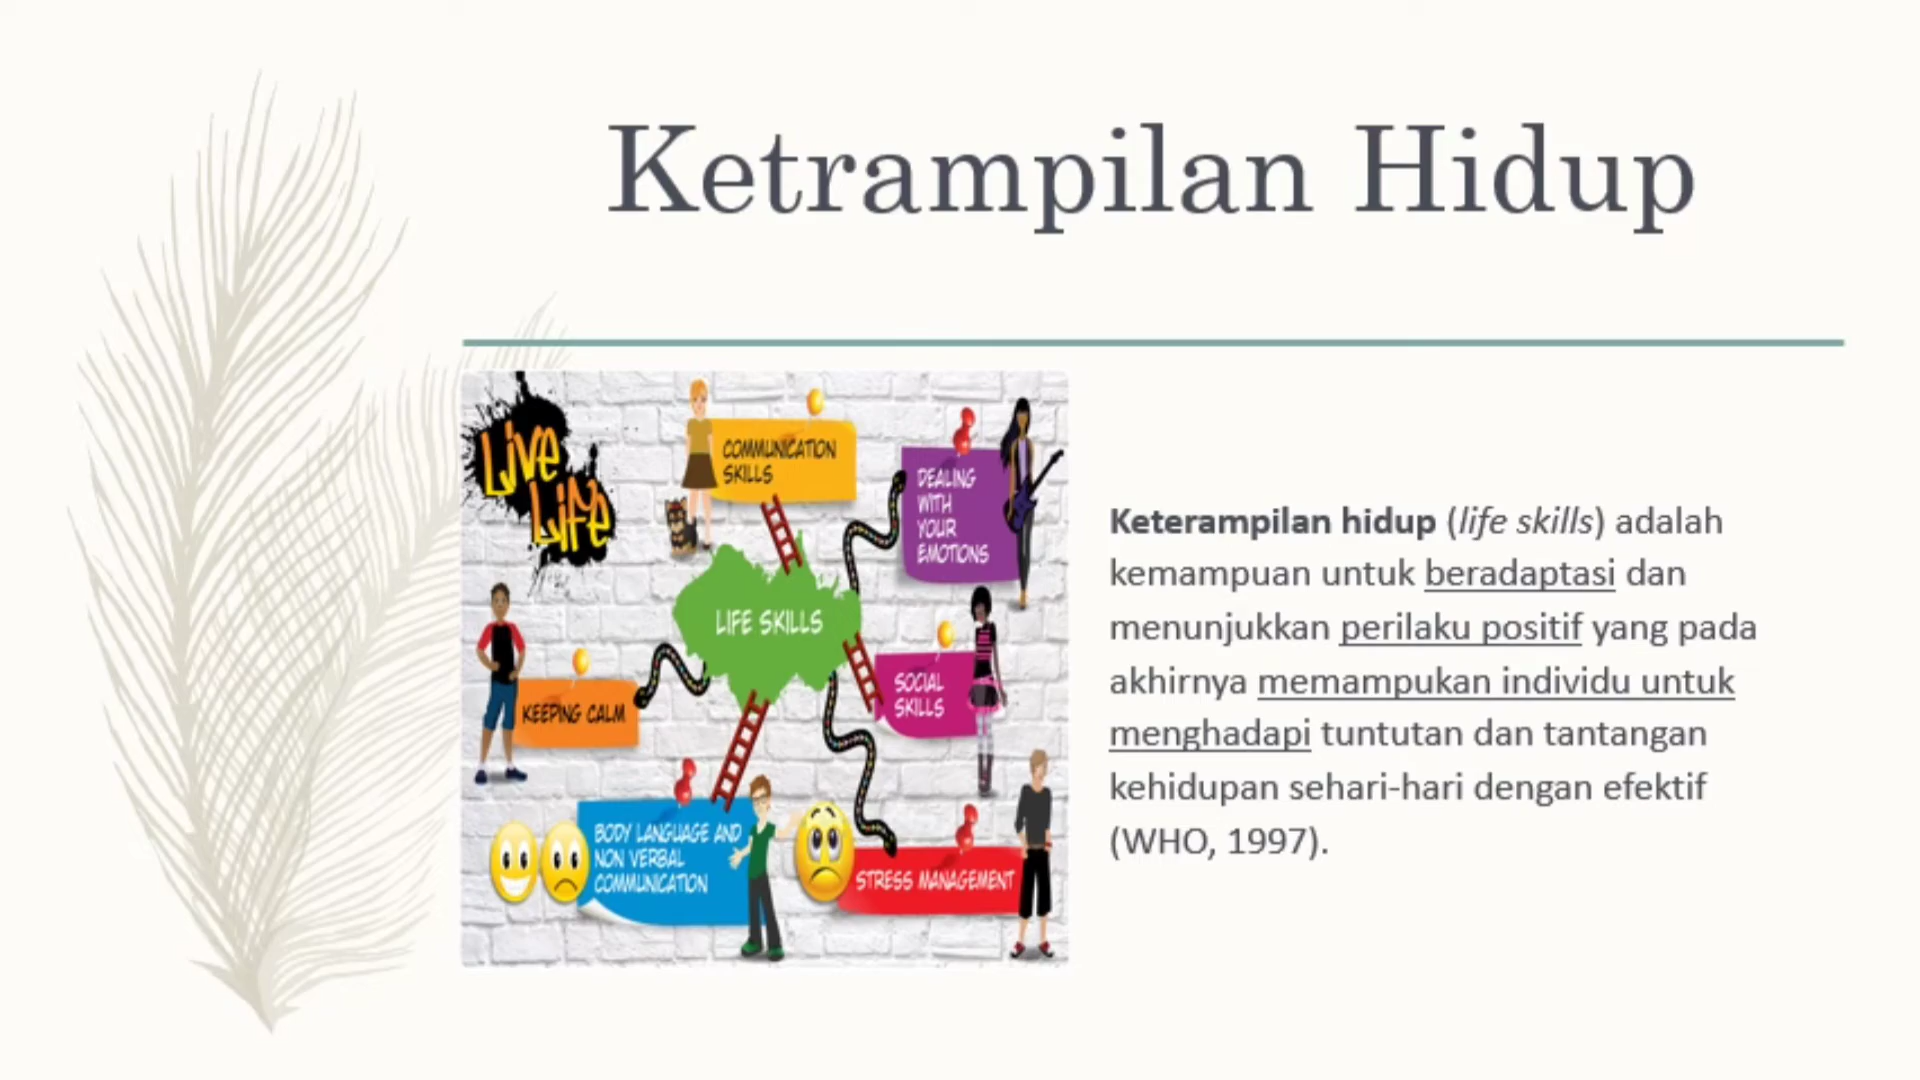 Ketrampilan Hidup
Live
Life
COMMUNICATION
SKILLS
DEALING
WITH
YOUR
EMOTIONS
LIFE SKILLS
SOCIAL
SKILLS
KEEPING CALM
BODY LANGUAGE AND
NON VERBAL
COMMUNICATION
STRESS MANAGEMENT
Keterampilan hidup (life skills) adalah
kemampuan untuk beradaptasi dan
menunjukkan perilaku positif yang pada
akhirnya memampukan individu untuk
menghadapi tuntutan dan tantangan
kehidupan sehari-hari dengan efektif
(WHO, 1997).